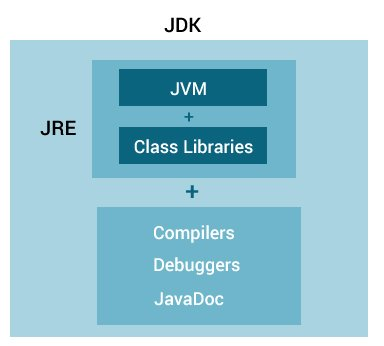 JDK
JVM
+
JRE
Class Libraries
+
Compilers
Debuggers
JavaDoc